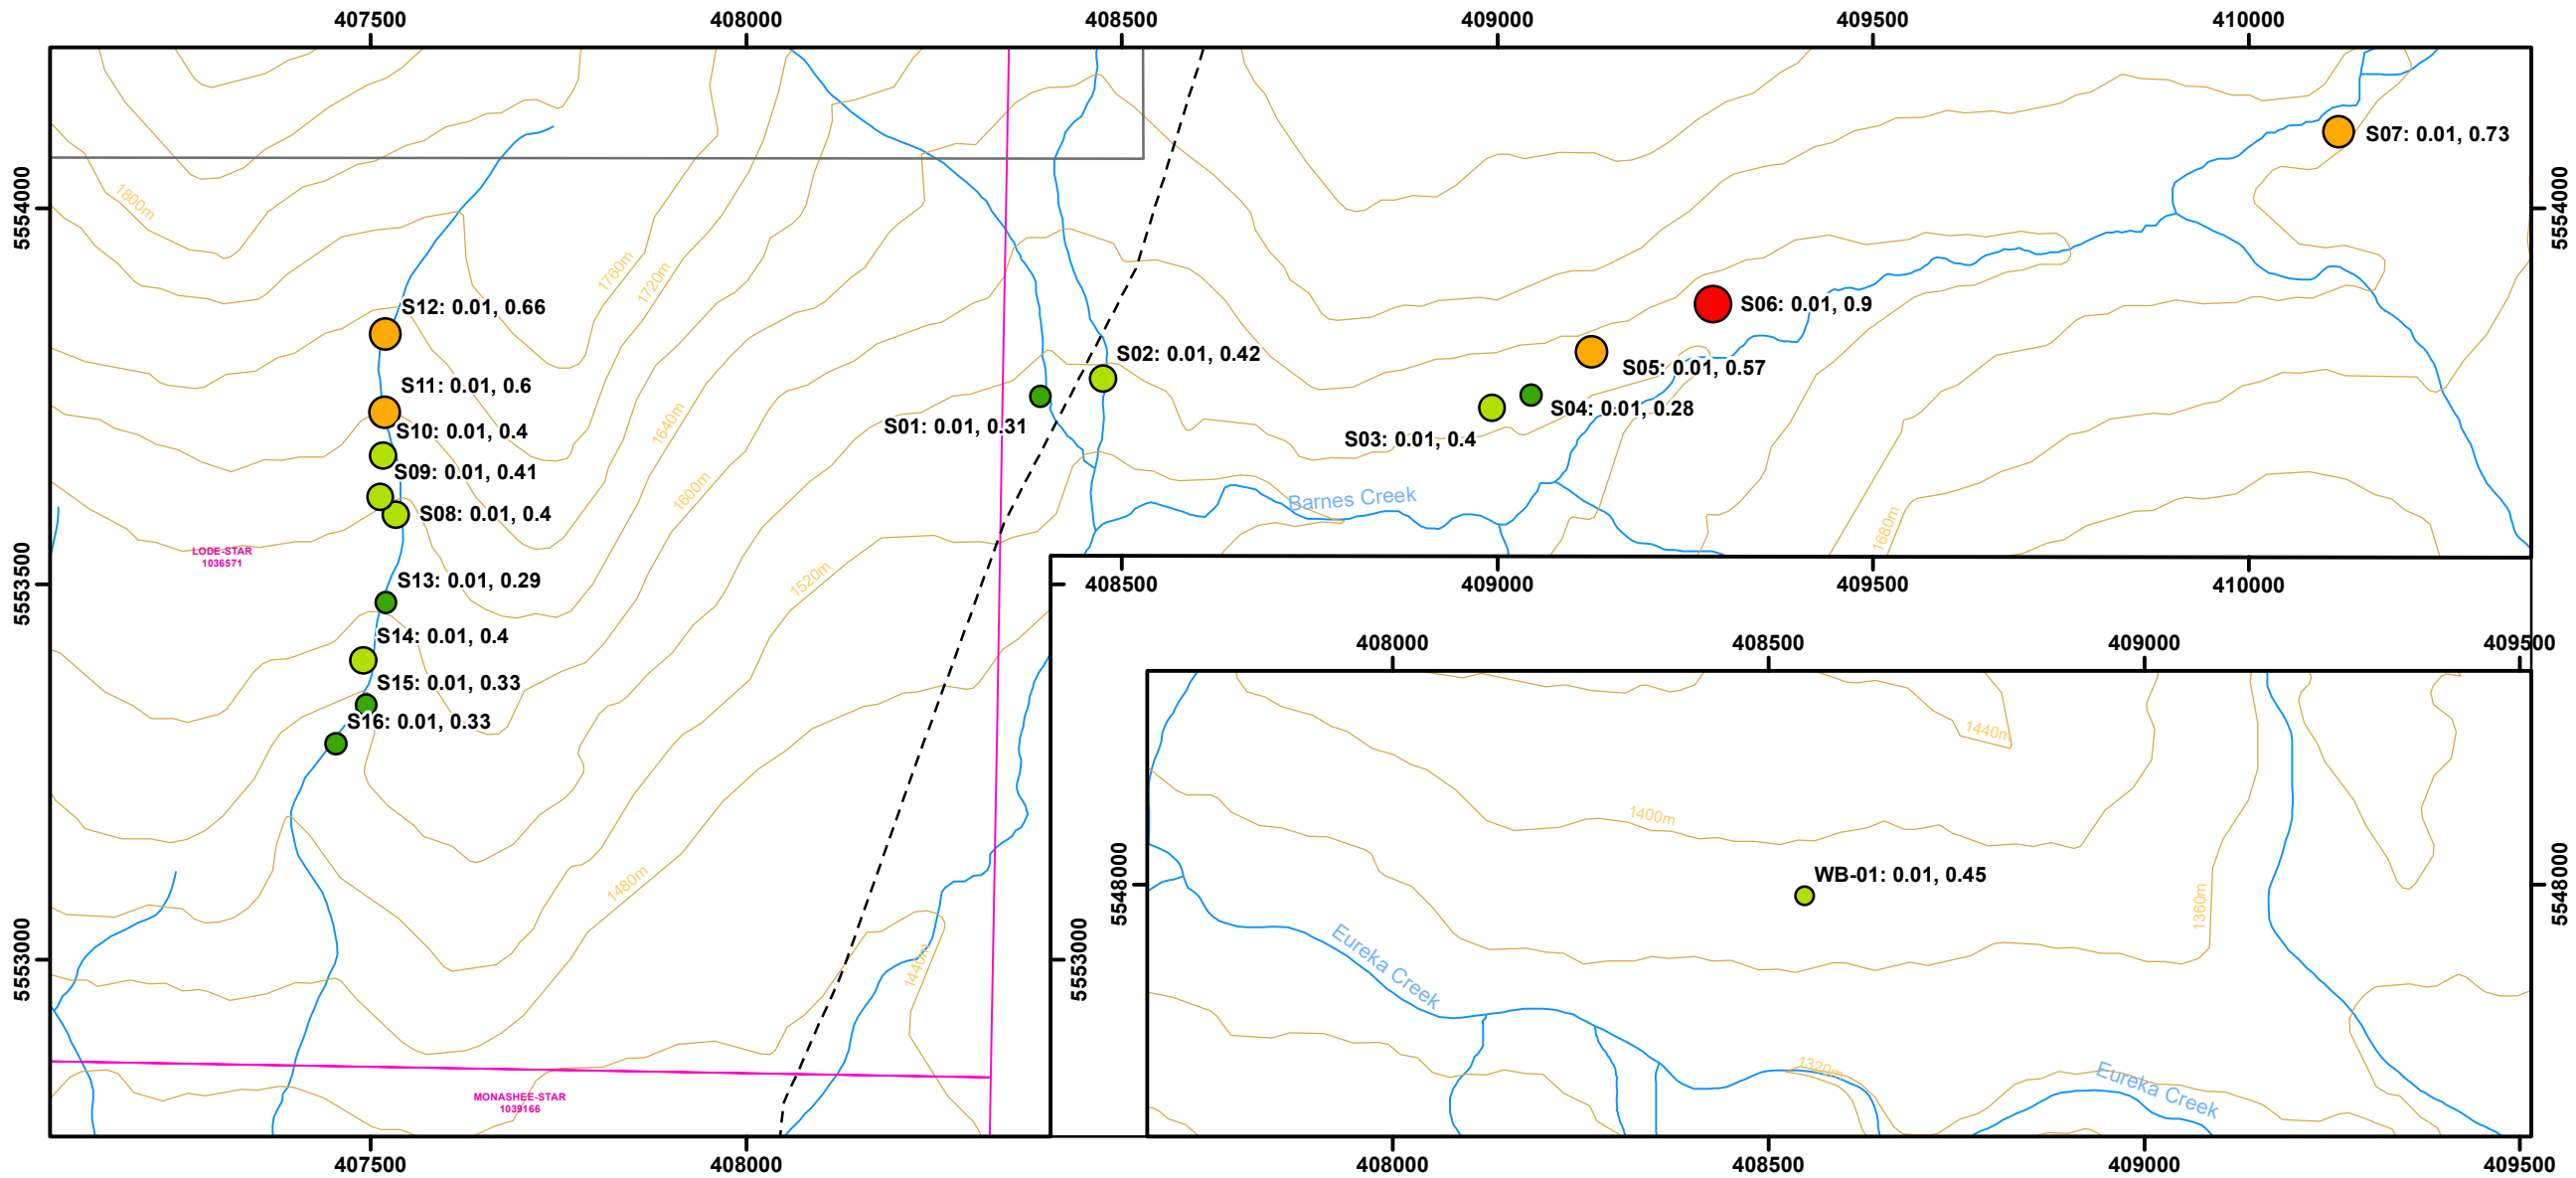 407500 408000 408500 409000 409500 410000
5554000
5554000
S07: 0.01, 0.73
1800m
1760m
1720m
S12: 0.01, 0.66
S06: 0.01, 0.9
S02: 0.01, 0.42
S05: 0.01, 0.57
S11: 0.01, 0.6
S04: 0.01, 0.28
S01: 0.01, 0.31
S10: 0.01, 0.4
1640m
S03: 0.01, 0.4
S09: 0.01, 0.41
1600m
Barnes Creek
S08: 0.01, 0.4
1680m
LODE-STAR
1036571
5553500
S13: 0.01, 0.29
1520m
408500 409000 409500 410000
S14: 0.01, 0.4
408000 408500 409000 409500
S15: 0.01, 0.33
S16: 0.01, 0.33
1440m
1400m
WB-01: 0.01, 0.45
1480m
5548000
5548000
1360m
5553000
5553000
1440m
Eureka Creek
1320m
Eureka Creek
MONASHEE-STAR
1039166
407500 408000 408000 408500 409000 409500